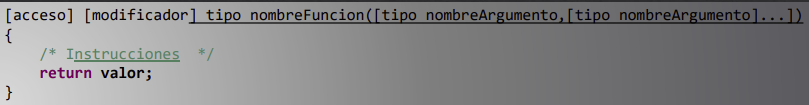 [acceso] [modificador] tipo nombreFuncion([tipo nombreArgumento,[tipo nombreArgumento]...])
{
/* Instrucciones */
return valor;
}